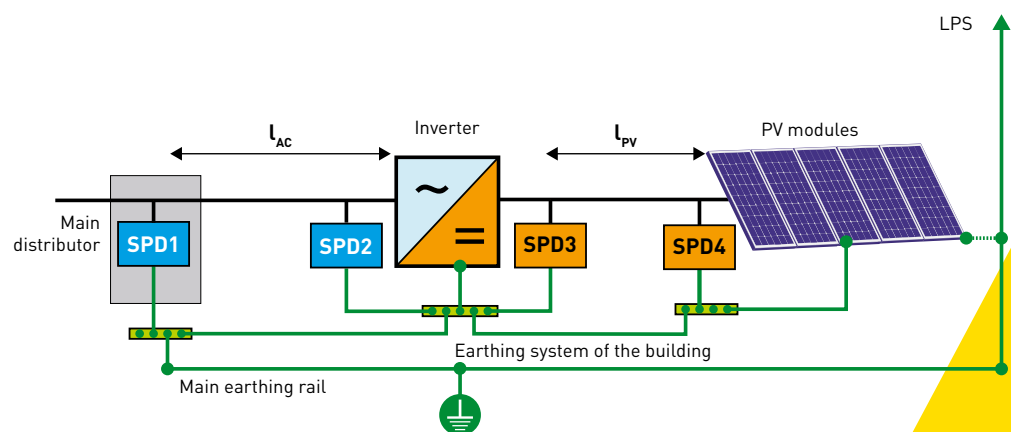 LPS
l_AC
Inverter
l_PV
PV modules
~
=
Main
distributor
SPD1
SPD2
SPD3
SPD4
Earthing system of the building
Main earthing rail